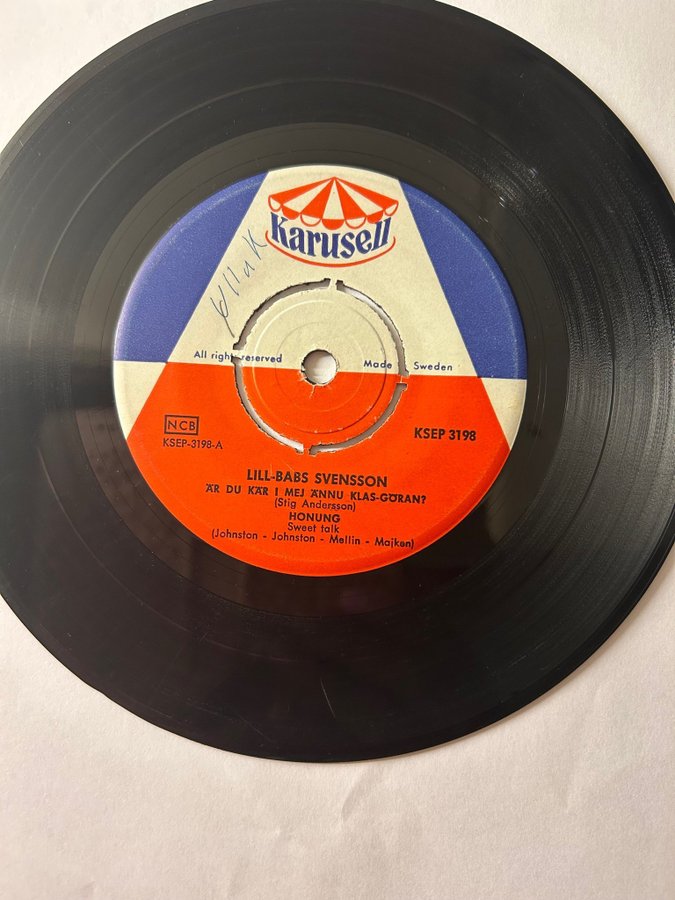 Karusell
All rights reserved Made in Sweden
NCB
KSEP-3198-A
KSEP 3198
LILL-BABS SVENSSON
ÄR DU KÄR I MEJ ÄNNU KLAS-GÖRAN?
(Stig Andersson)
HONUNG
Sweet talk
(Johnston - Johnston - Mellin - Majken)